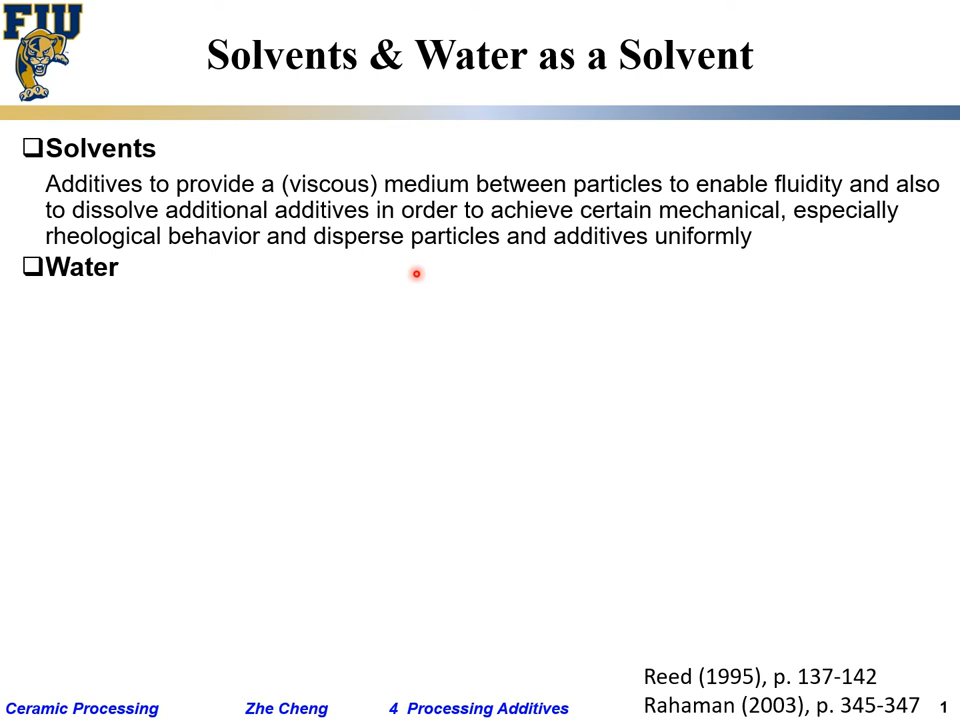 FIU
Solvents & Water as a Solvent
Solvents
Additives to provide a (viscous) medium between particles to enable fluidity and also
to dissolve additional additives in order to achieve certain mechanical, especially
rheological behavior and disperse particles and additives uniformly
Water
Reed (1995), p. 137-142
Rahaman (2003), p. 345-347
Ceramic Processing Zhe Cheng 4 Processing Additives 1